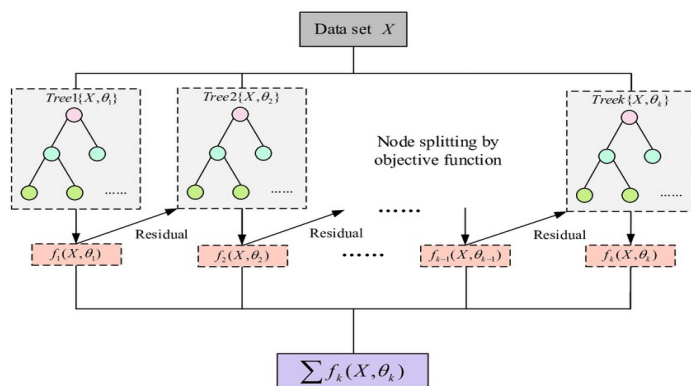 Data set X
Tree1{X,θ₁}
Tree2{X,θ₂}
Treek{X,θₖ}
Node splitting by
objective function
......
......
......
......
Residual
Residual
Residual
f₁(X,θ₁)
f₂(X,θ₂)
......
fₖ₋₁(X,θₖ₋₁)
fₖ(X,θₖ)
∑ fₖ(X,θₖ)